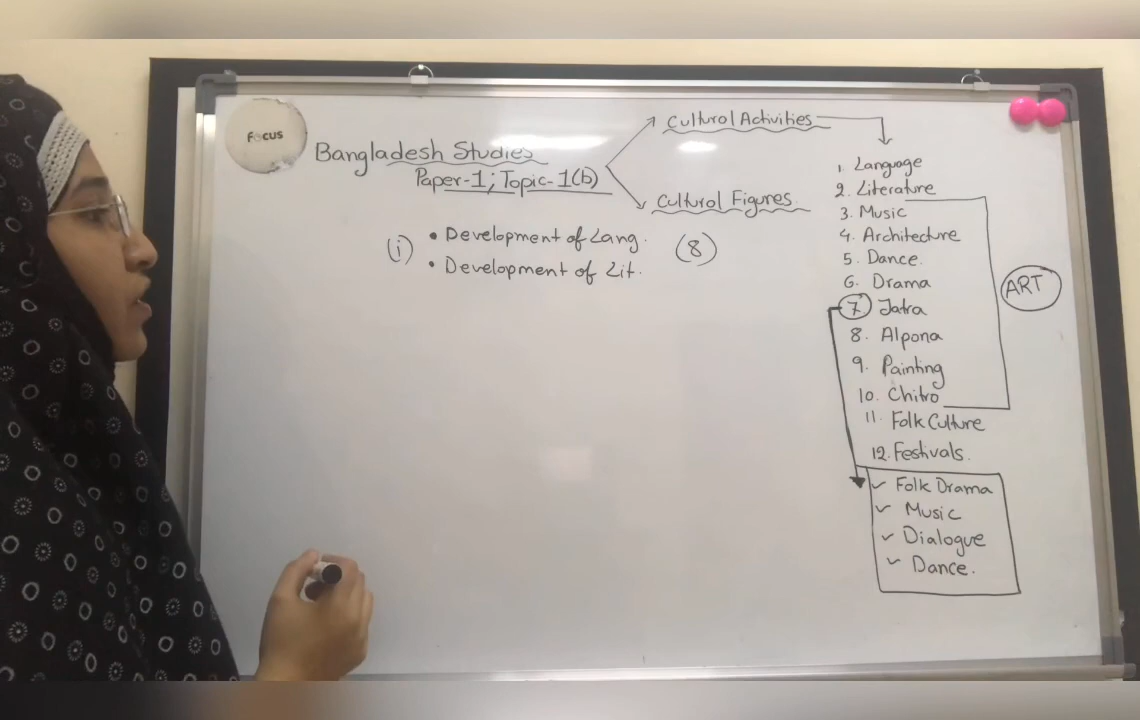 Focus
Bangladesh Studies
Paper-1; Topic-1(b)
Cultural Activities
Cultural Figures
(i)
• Development of Lang.
• Development of Lit.
(8)
1. Language
2. Literature
3. Music
4. Architecture
5. Dance.
6. Drama
7. Jatra
8. Alpona
9. Painting
10. Chitro
11. Folk Culture
12. Festivals.
ART
✓ Folk Drama
✓ Music
✓ Dialogue
✓ Dance.